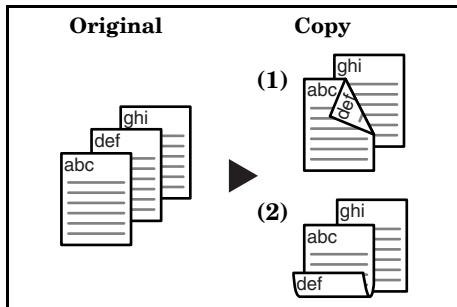 Original
Copy
ghi
def
abc
(1)
ghi
abc
def
(2)
ghi
abc
def